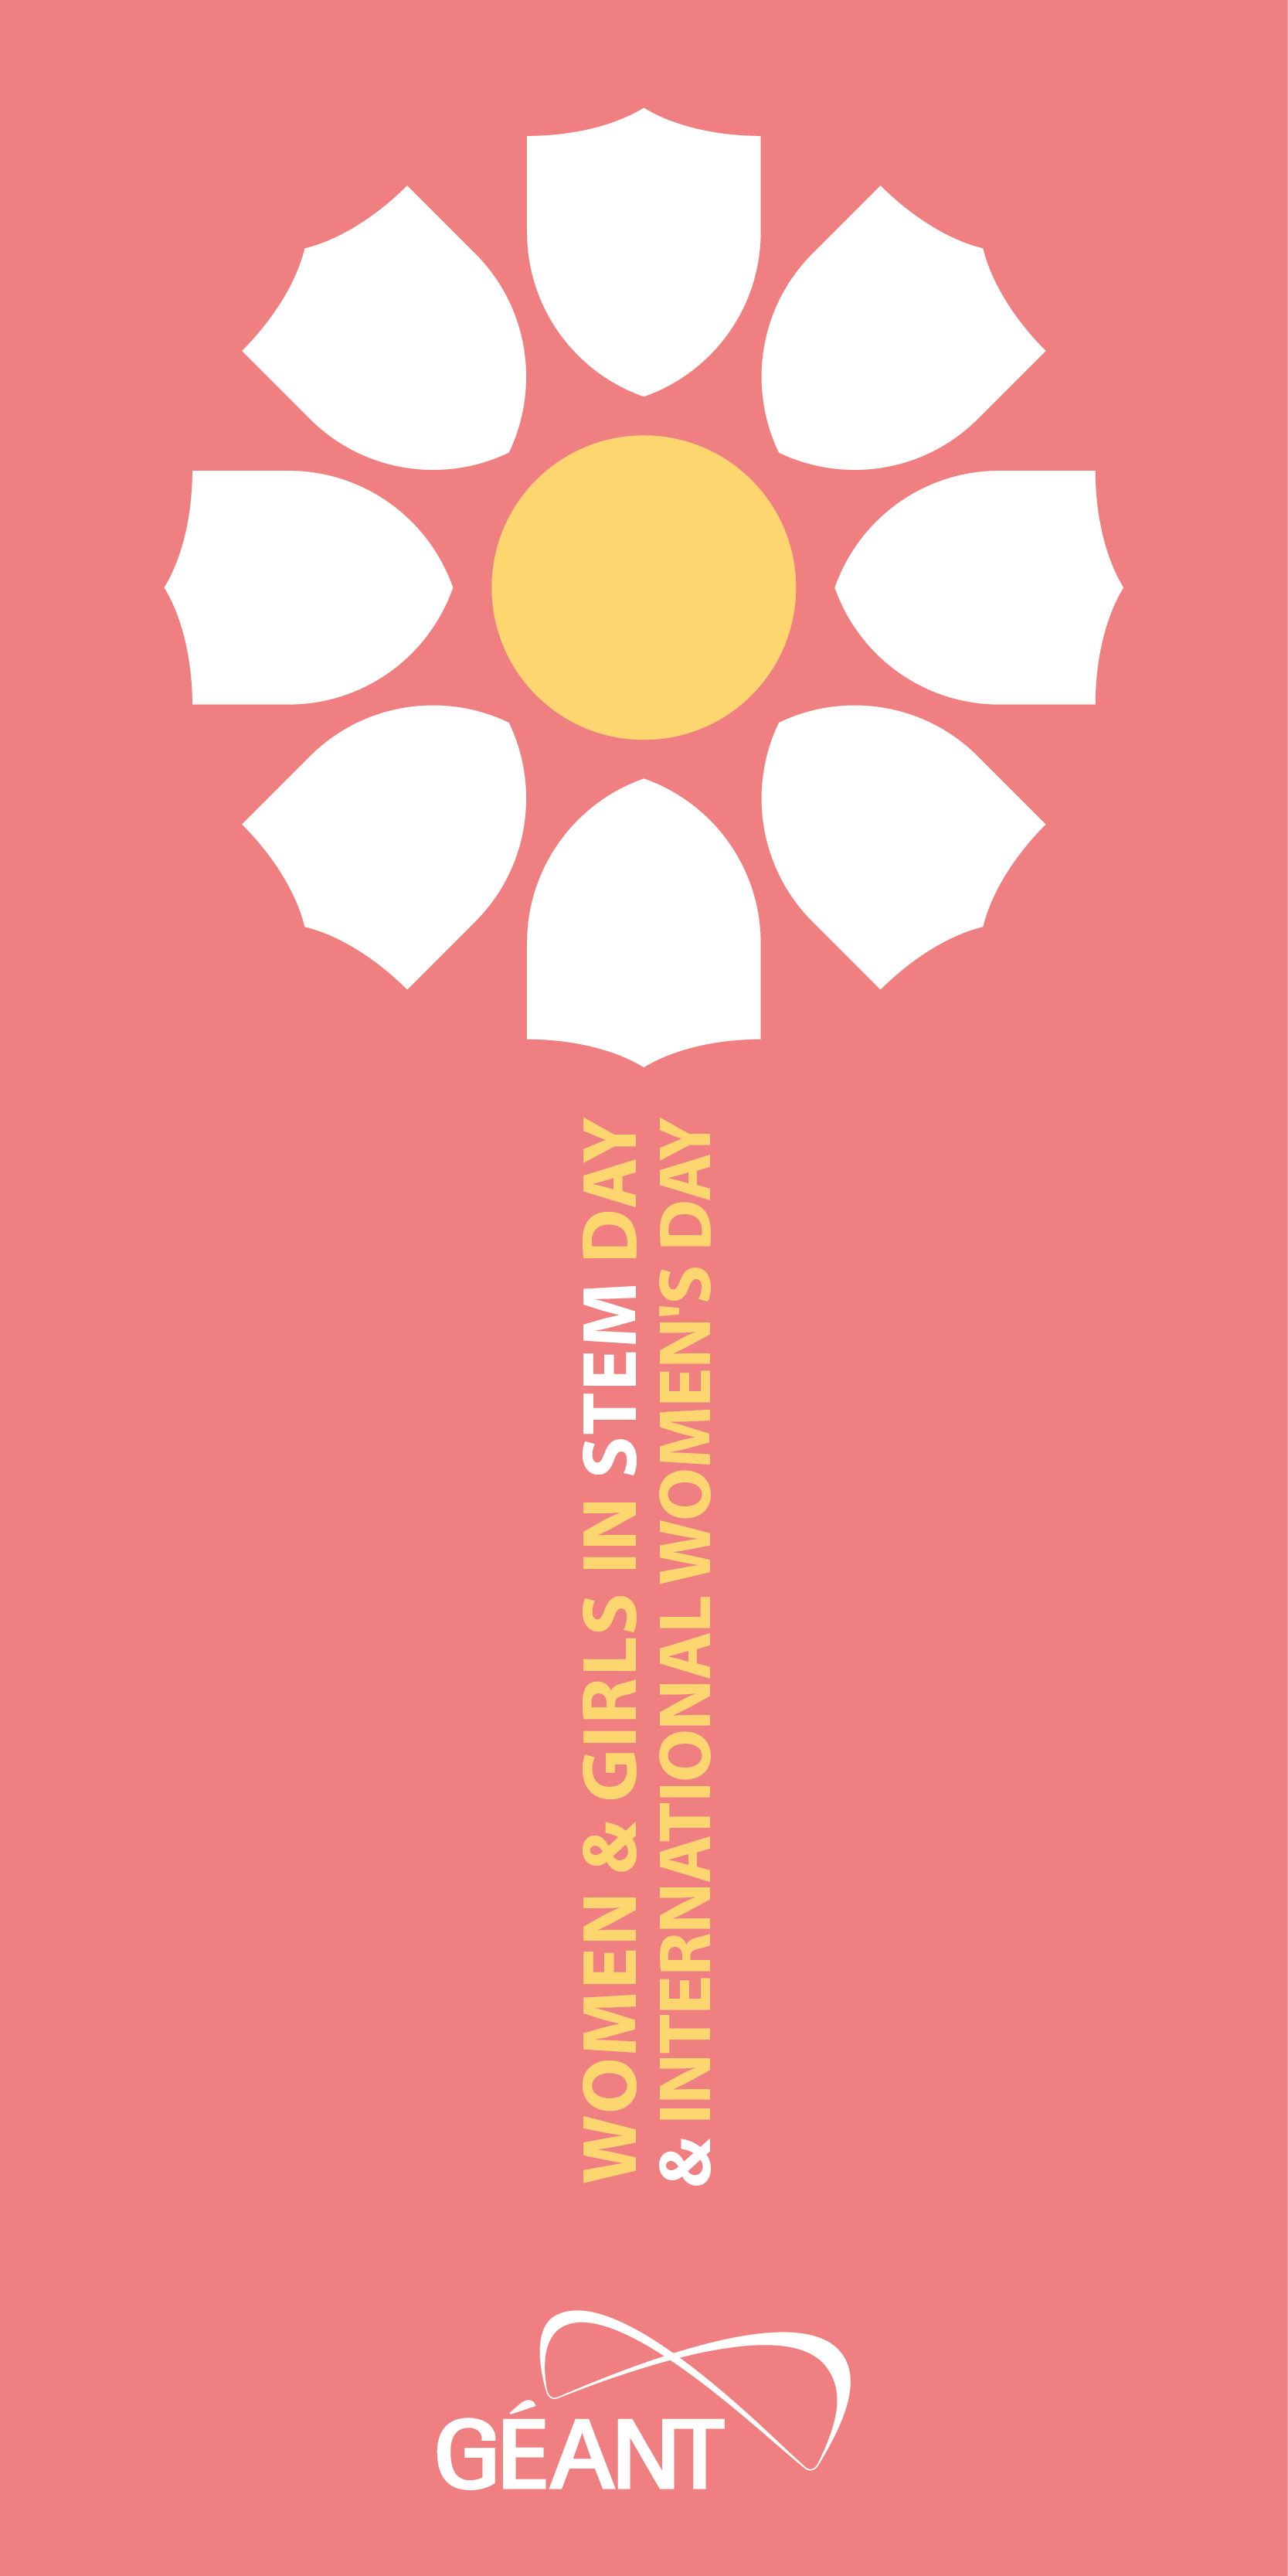 WOMEN & GIRLS IN STEM DAY
& INTERNATIONAL WOMEN'S DAY
GÉANT